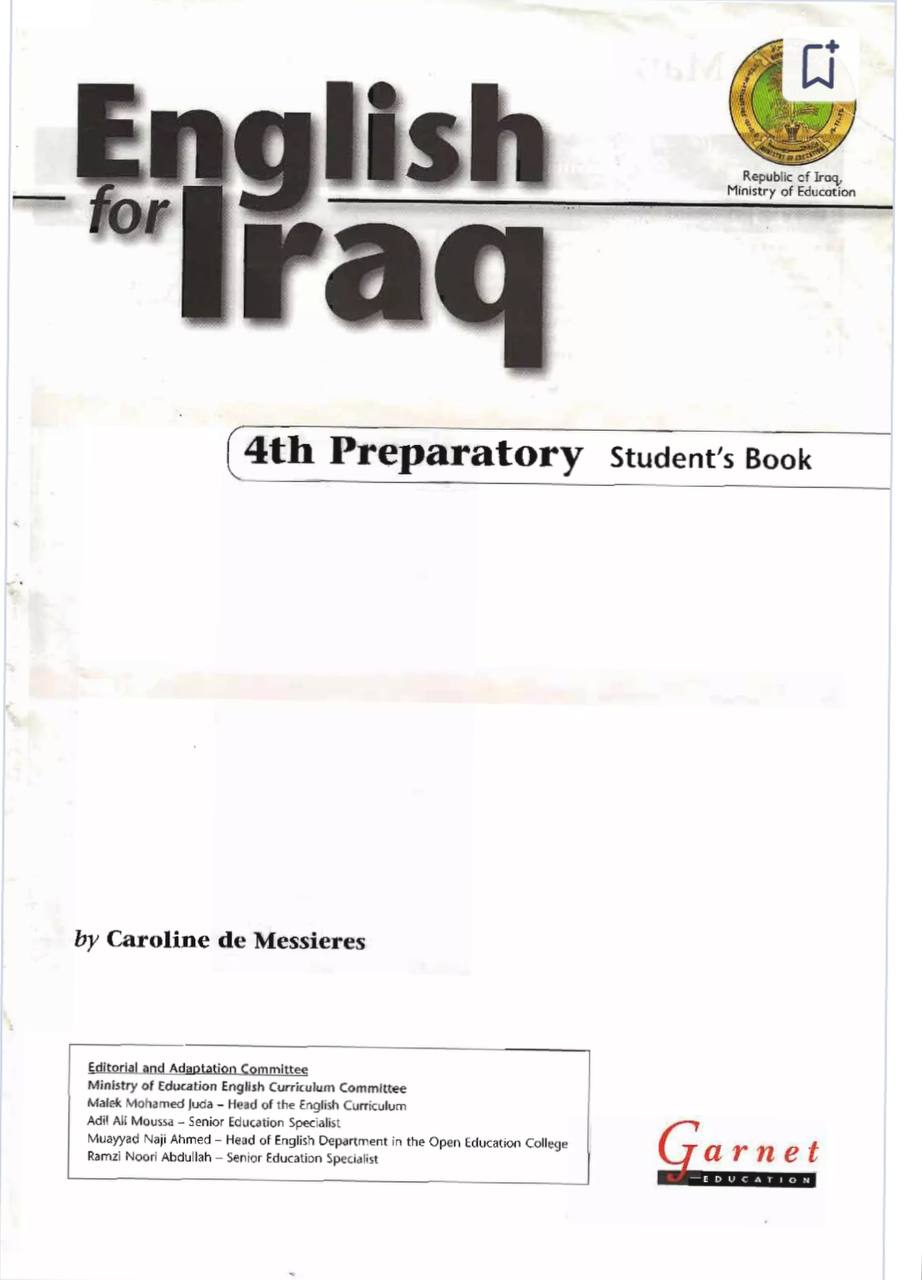 English
for Iraq
Republic of Iraq,
Ministry of Education
4th Preparatory Student's Book
by Caroline de Messieres
Editorial and Adaptation Committee
Ministry of Education English Curriculum Committee
Malek Mohamed Juda – Head of the English Curriculum
Adil Ali Moussa – Senior Education Specialist
Muayyad Naji Ahmed – Head of English Department in the Open Education College
Ramzi Noori Abdullah – Senior Education Specialist
Garnet
EDUCATION